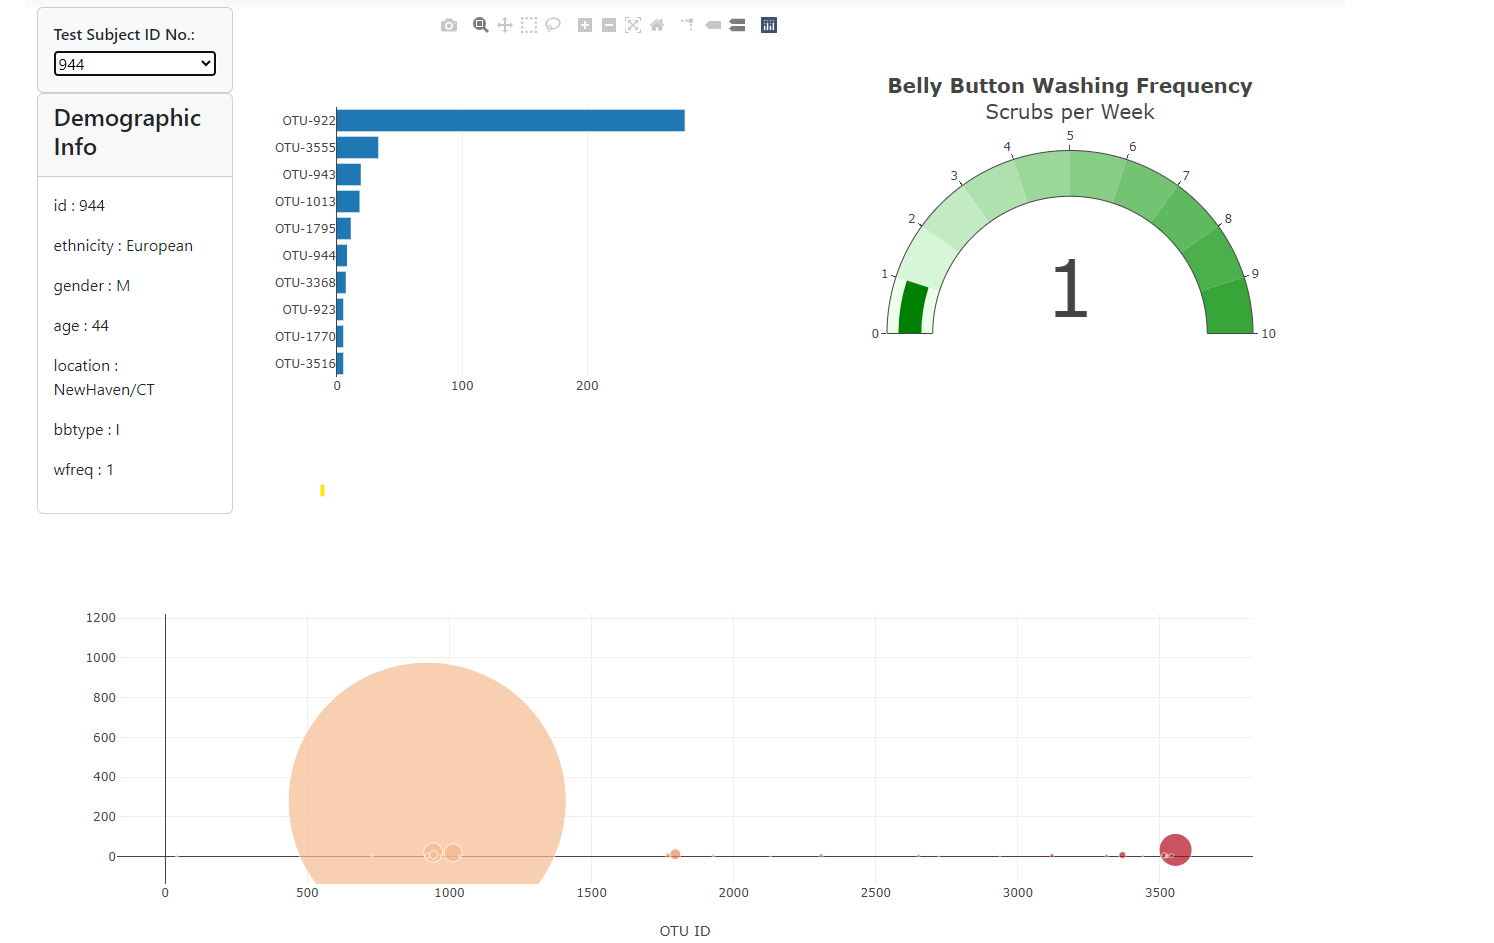 Test Subject ID No.:
944
Demographic
Info
id : 944
ethnicity : European
gender : M
age : 44
location :
NewHaven/CT
bbtype : I
wfreq : 1
OTU-922
OTU-3555
OTU-943
OTU-1013
OTU-1795
OTU-944
OTU-3368
OTU-923
OTU-1770
OTU-3516
0 100 200
Belly Button Washing Frequency
Scrubs per Week
0 1 2 3 4 5 6 7 8 9 10
1
1200
1000
800
600
400
200
0
0 500 1000 1500 2000 2500 3000 3500
OTU ID